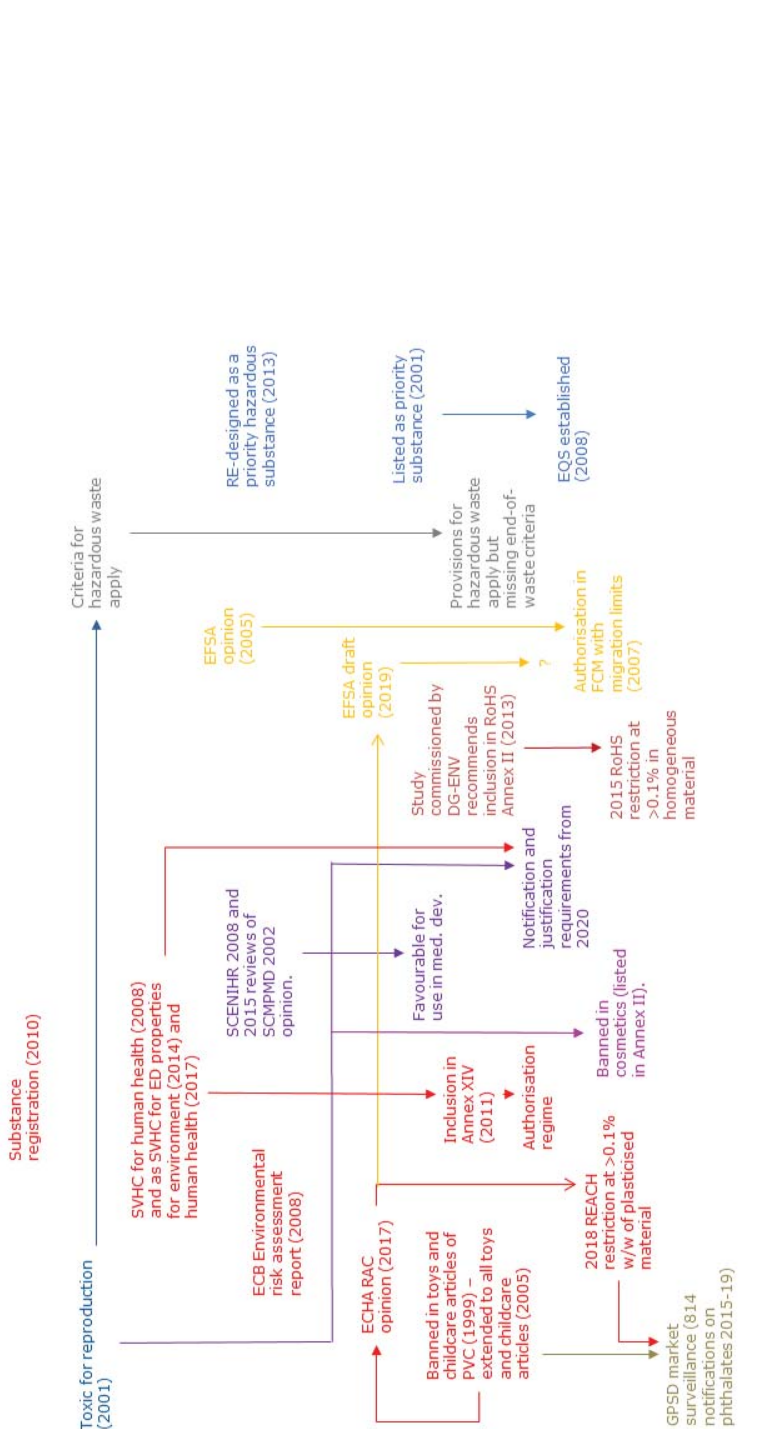 Substance
registration (2010)
Toxic for reproduction
(2001)
Criteria for
hazardous waste
apply
SVHC for human health (2008)
and as SVHC for ED properties
for environment (2014) and
human health (2017)
ECB Environmental
risk assessment
report (2008)
SCENIHR 2008 and
2015 reviews of
SCMPMD 2002
opinion.
EFSA
opinion
(2005)
RE-designed as a
priority hazardous
substance (2013)
ECHA RAC
opinion (2017)
EFSA draft
opinion
(2019)
Listed as priority
substance (2001)
Banned in toys and
childcare articles of
PVC (1999) –
extended to all toys
and childcare
articles (2005)
Inclusion in
Annex XIV
(2011)
Authorisation
regime
Favourable for
use in med. dev.
Study
commissioned by
DG-ENV
recommends
inclusion in RoHS
Annex II (2013)
Provisions for
hazardous waste
apply but
missing end-of-
waste criteria
Notification and
justification
requirements from
2020
?
EQS established
(2008)
2018 REACH
restriction at >0.1%
w/w of plasticised
material
Banned in
cosmetics (listed
in Annex II).
2015 RoHS
restriction at
>0.1% in
homogeneous
material
Authorisation in
FCM with
migration limits
(2007)
GPSD market
surveillance (814
notifications on
phthalates 2015-19)